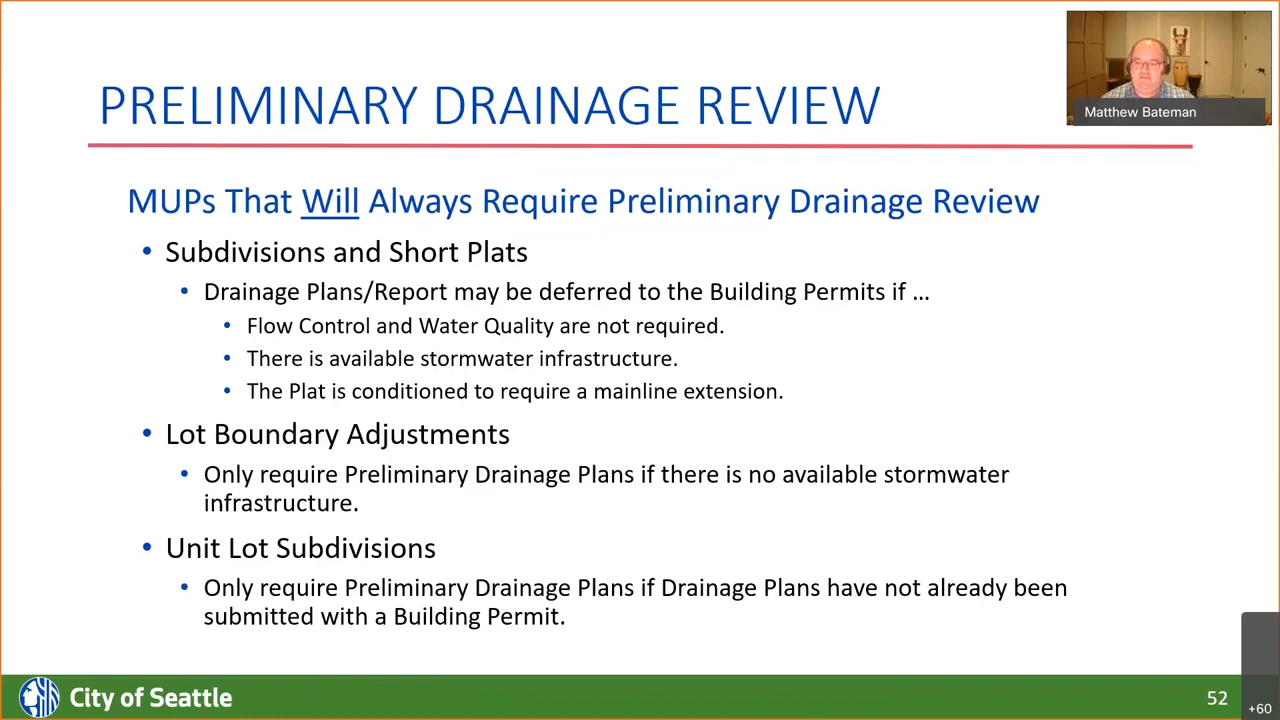 PRELIMINARY DRAINAGE REVIEW
Matthew Bateman
MUPs That Will Always Require Preliminary Drainage Review
• Subdivisions and Short Plats
• Drainage Plans/Report may be deferred to the Building Permits if …
• Flow Control and Water Quality are not required.
• There is available stormwater infrastructure.
• The Plat is conditioned to require a mainline extension.
• Lot Boundary Adjustments
• Only require Preliminary Drainage Plans if there is no available stormwater
infrastructure.
• Unit Lot Subdivisions
• Only require Preliminary Drainage Plans if Drainage Plans have not already been
submitted with a Building Permit.
City of Seattle
52
+60